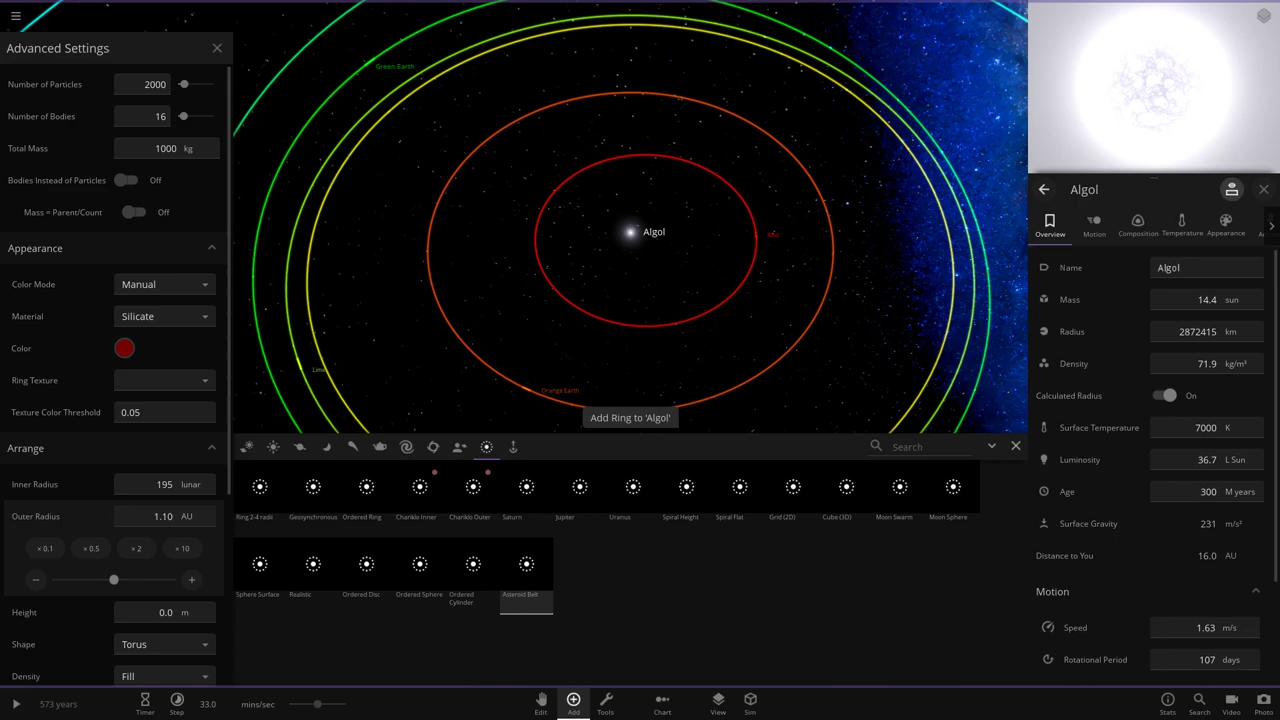 Advanced Settings
Number of Particles 2000
Number of Bodies 16
Total Mass 1000 kg
Bodies Instead of Particles Off
Mass = Parent/Count Off
Appearance
Color Mode Manual
Material Silicate
Color
Ring Texture
Texture Color Threshold 0.05
Arrange
Inner Radius 195 lunar
Outer Radius 1.10 AU
× 0.1 × 0.5 × 2 × 10
Height 0.0 m
Shape Torus
Density Fill
Green Earth
Algol
Lime
Orange Earth
Add Ring to 'Algol'
Search
Ring 2-4 radii Geosynchronous Ordered Ring Chariklo Inner Chariklo Outer Saturn Jupiter Uranus Spiral Height Spiral Flat Grid (2D) Cube (3D) Moon Swarm Moon Sphere
Sphere Surface Realistic Ordered Disc Ordered Sphere Ordered Cylinder Asteroid Belt
Algol
Overview Motion Composition Temperature Appearance
Name Algol
Mass 14.4 sun
Radius 2872415 km
Density 71.9 kg/m³
Calculated Radius On
Surface Temperature 7000 K
Luminosity 36.7 L Sun
Age 300 M years
Surface Gravity 231 m/s²
Distance to You 16.0 AU
Motion
Speed 1.63 m/s
Rotational Period 107 days
573 years
Timer Step 33.0 mins/sec
Edit Add Tools Chart View Sim
Stats Search Video Photo